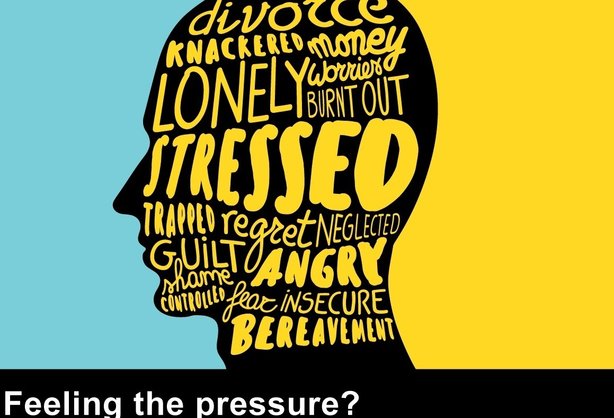 divorce
KNACKERED money
LONELY worries
BURNT OUT
STRESSED
TRAPPED regret NEGLECTED
GUILT ANGRY
shame
CONTROLLED fear INSECURE
BEREAVEMENT
Feeling the pressure?